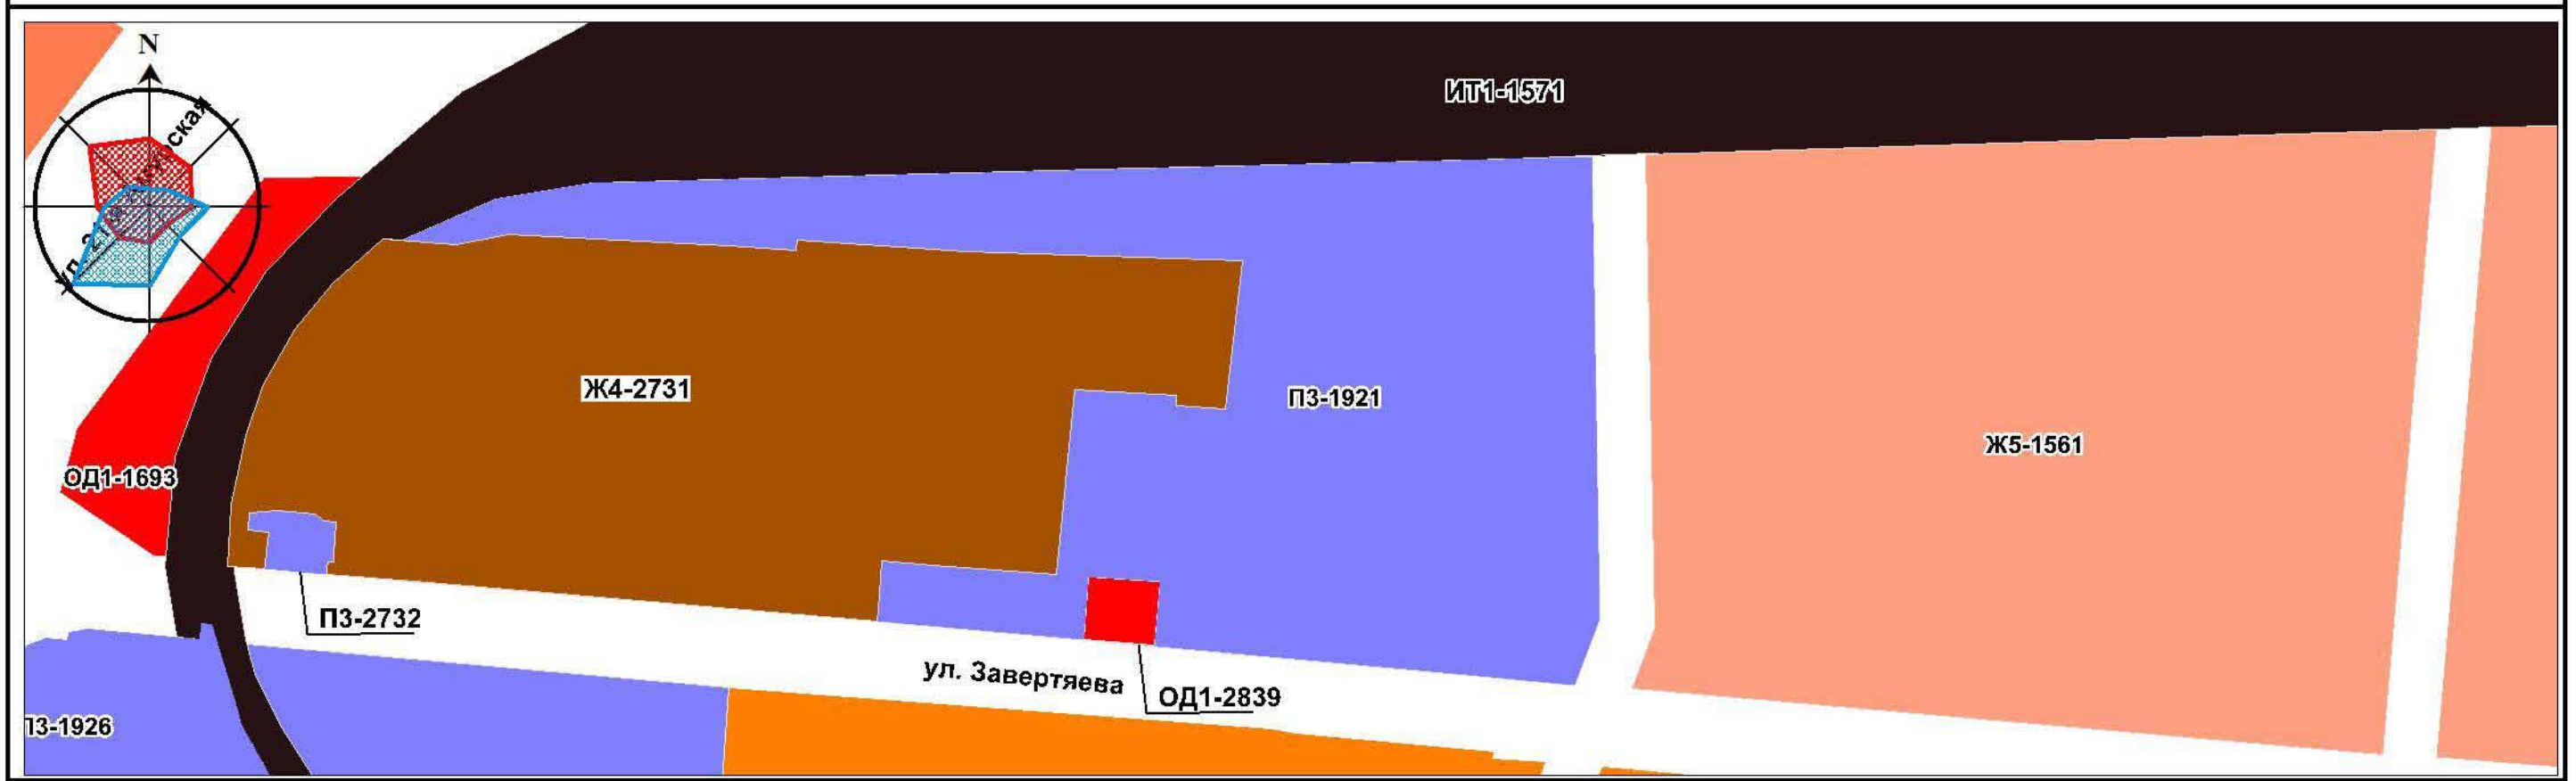 N
ИТ1-1571
Ж4-2731
П3-1921
Ж5-1561
ОД1-1693
П3-2732
ул. Завертяева
ОД1-2839
П3-1926